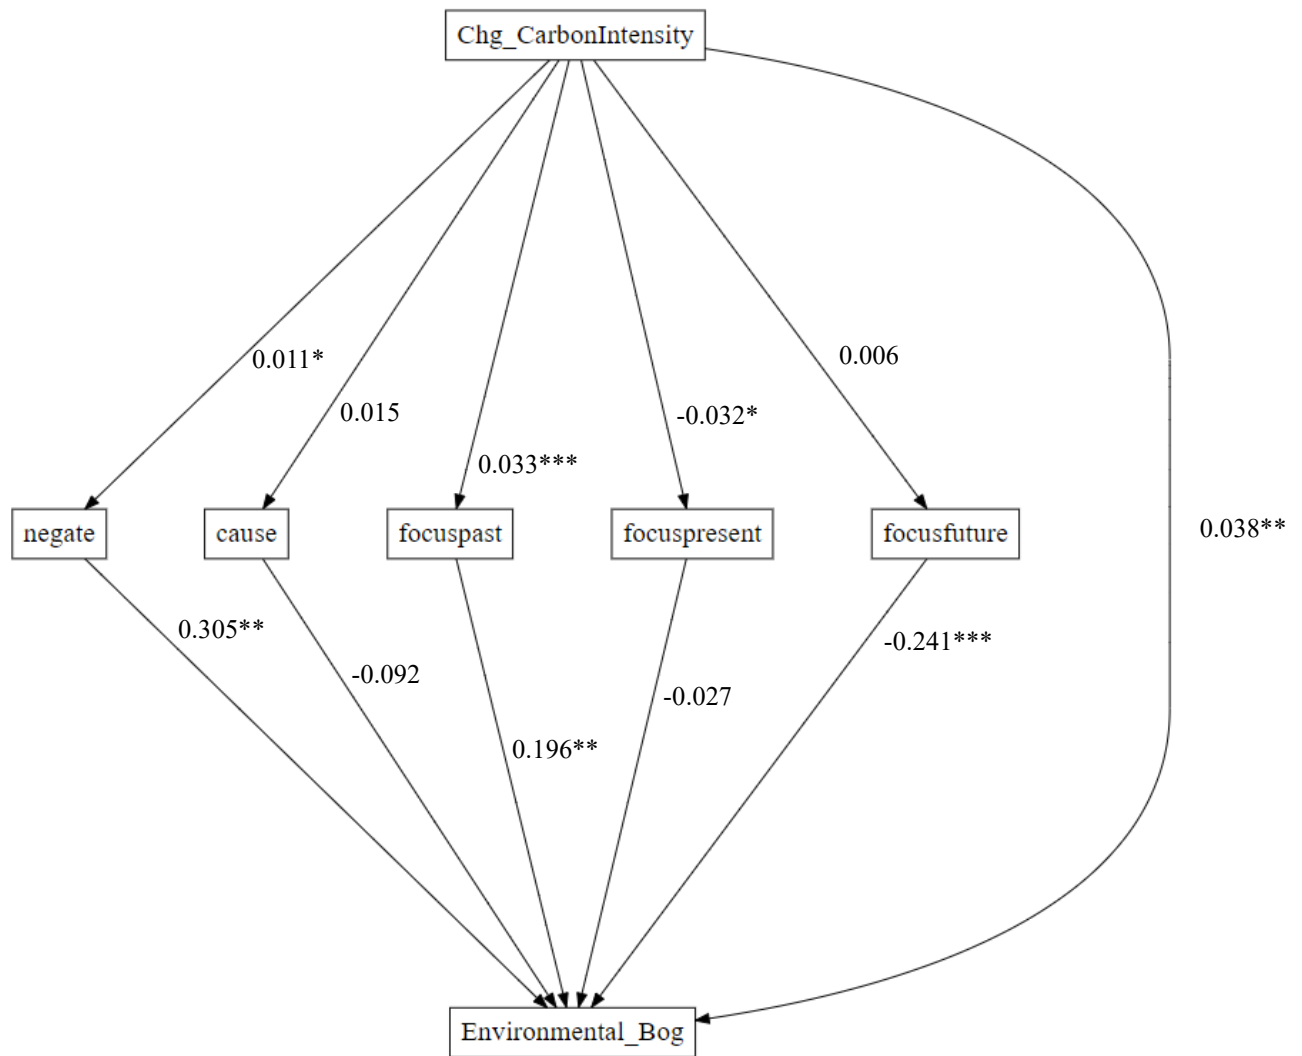 Chg_CarbonIntensity
0.011*
0.015
0.033***
-0.032*
0.006
negate
cause
focuspast
focuspresent
focusfuture
0.038**
0.305**
-0.092
0.196**
-0.027
-0.241***
Environmental_Bog